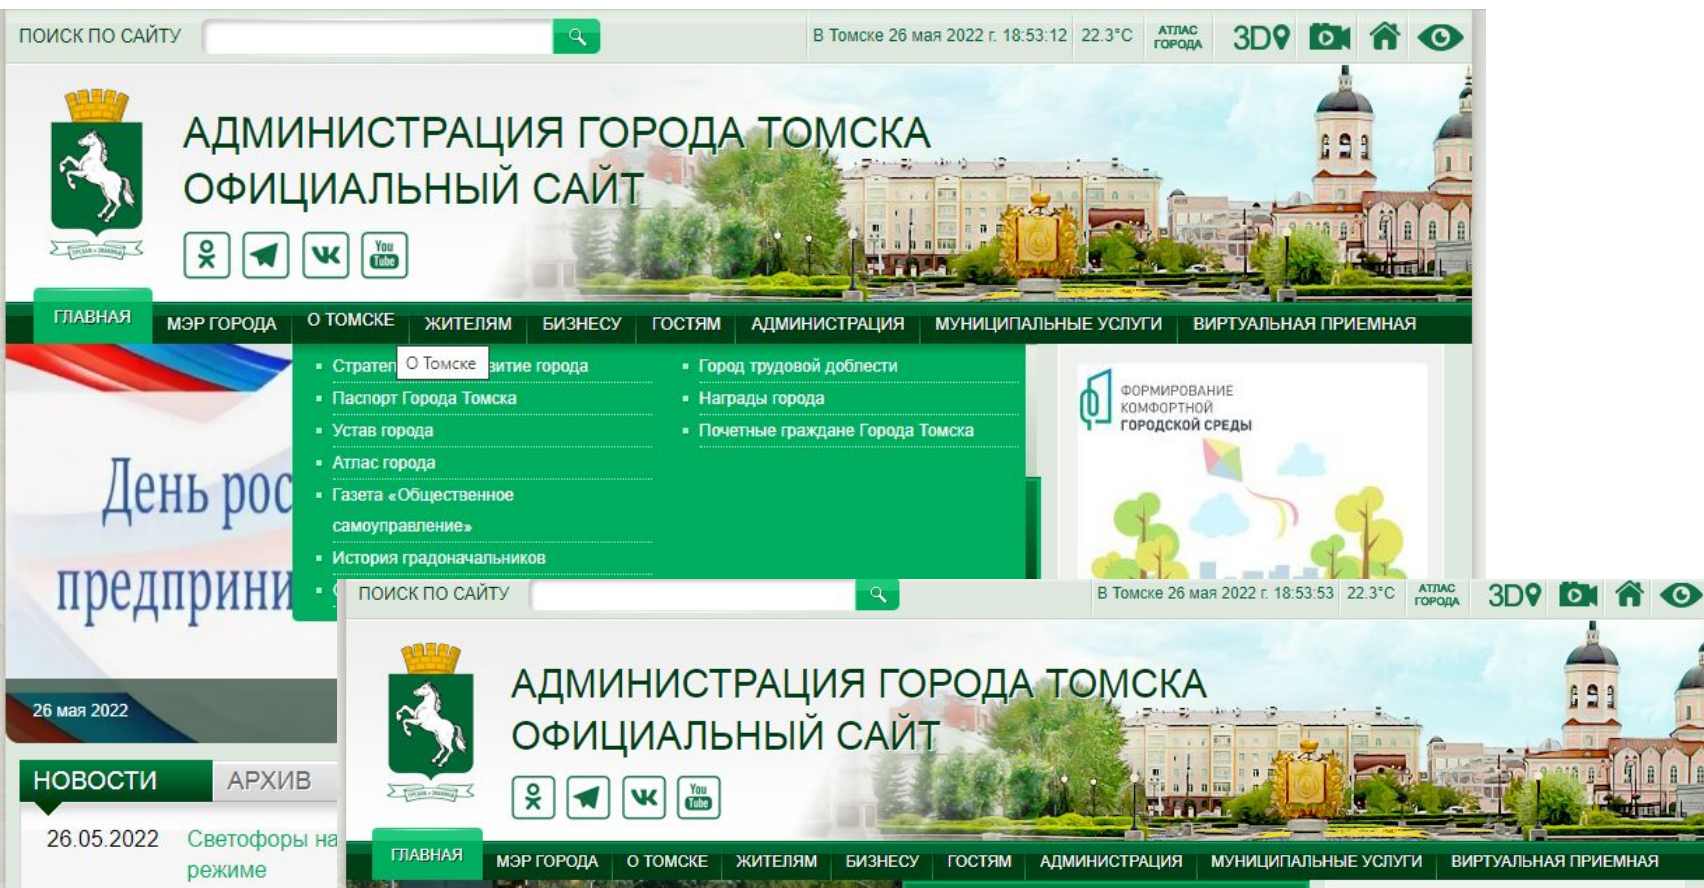 ПОИСК ПО САЙТУ
В Томске 26 мая 2022 г. 18:53:12 22.3°C АТЛАС ГОРОДА 3D
АДМИНИСТРАЦИЯ ГОРОДА ТОМСКА
ОФИЦИАЛЬНЫЙ САЙТ
You Tube
ГЛАВНАЯ МЭР ГОРОДА О ТОМСКЕ ЖИТЕЛЯМ БИЗНЕСУ ГОСТЯМ АДМИНИСТРАЦИЯ МУНИЦИПАЛЬНЫЕ УСЛУГИ ВИРТУАЛЬНАЯ ПРИЕМНАЯ
О Томске
города
Паспорт Города Томска
Устав города
Атлас города
Газета «Общественное
самоуправление»
История градоначальников
Город трудовой доблести
Награды города
Почетные граждане Города Томска
ФОРМИРОВАНИЕ
КОМФОРТНОЙ
ГОРОДСКОЙ СРЕДЫ
День рос
предприни
26 мая 2022
НОВОСТИ АРХИВ
26.05.2022 Светофоры на
режиме
ПОИСК ПО САЙТУ
В Томске 26 мая 2022 г. 18:53:53 22.3°C АТЛАС ГОРОДА 3D
АДМИНИСТРАЦИЯ ГОРОДА ТОМСКА
ОФИЦИАЛЬНЫЙ САЙТ
You Tube
ГЛАВНАЯ МЭР ГОРОДА О ТОМСКЕ ЖИТЕЛЯМ БИЗНЕСУ ГОСТЯМ АДМИНИСТРАЦИЯ МУНИЦИПАЛЬНЫЕ УСЛУГИ ВИРТУАЛЬНАЯ ПРИЕМНАЯ